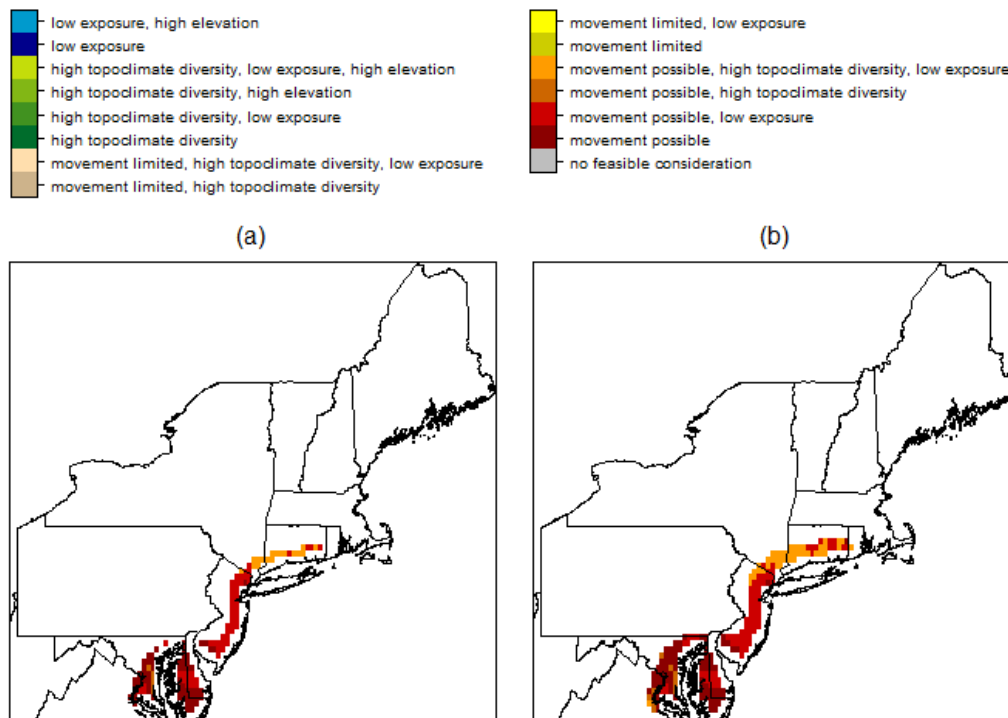 low exposure, high elevation
low exposure
high topoclimate diversity, low exposure, high elevation
high topoclimate diversity, high elevation
high topoclimate diversity, low exposure
high topoclimate diversity
movement limited, high topoclimate diversity, low exposure
movement limited, high topoclimate diversity
movement limited, low exposure
movement limited
movement possible, high topoclimate diversity, low exposure
movement possible, high topoclimate diversity
movement possible, low exposure
movement possible
no feasible consideration
(a)
(b)